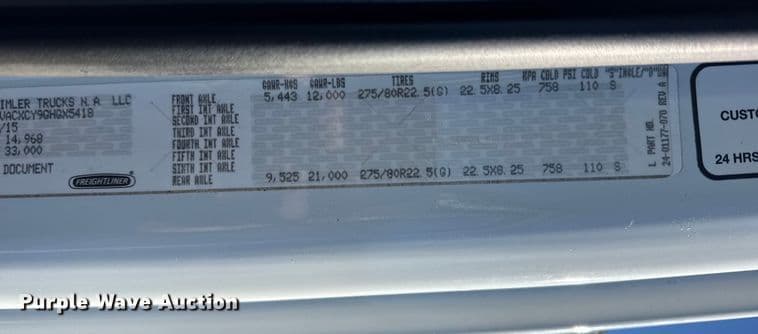 GAWR-KGS GAWR-LBS TIRES RIMS KPA COLD PSI COLD "S"INGLE/"D"UAL
IMLER TRUCKS N.A. LLC
VACXCY9GHGX5418
/15
14,968
33,000
DOCUMENT
FREIGHTLINER
FRONT AXLE 5,443 12,000 275/80R22.5(G) 22.5X8.25 758 110 S
FIRST INT AXLE
SECOND INT AXLE
THIRD INT AXLE
FOURTH INT AXLE
FIFTH INT AXLE
SIXTH INT AXLE
REAR AXLE 9,525 21,000 275/80R22.5(G) 22.5X8.25 758 110 S
L PART NO.
24-01177-070 REV A
CUST
24 HRS
Purple Wave Auction